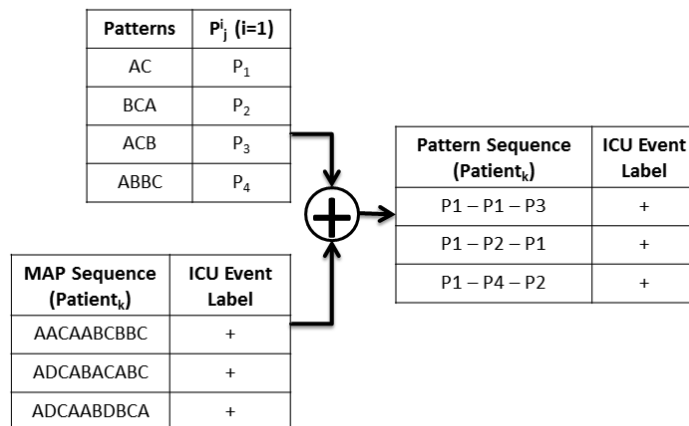 Patterns P^i_j (i=1)
AC P₁
BCA P₂
ACB P₃
ABBC P₄
Pattern Sequence (Patient_k) ICU Event Label
P1 – P1 – P3 +
P1 – P2 – P1 +
P1 – P4 – P2 +
MAP Sequence (Patient_k) ICU Event Label
AACAABCBBC +
ADCABACABC +
ADCAABDBCA +